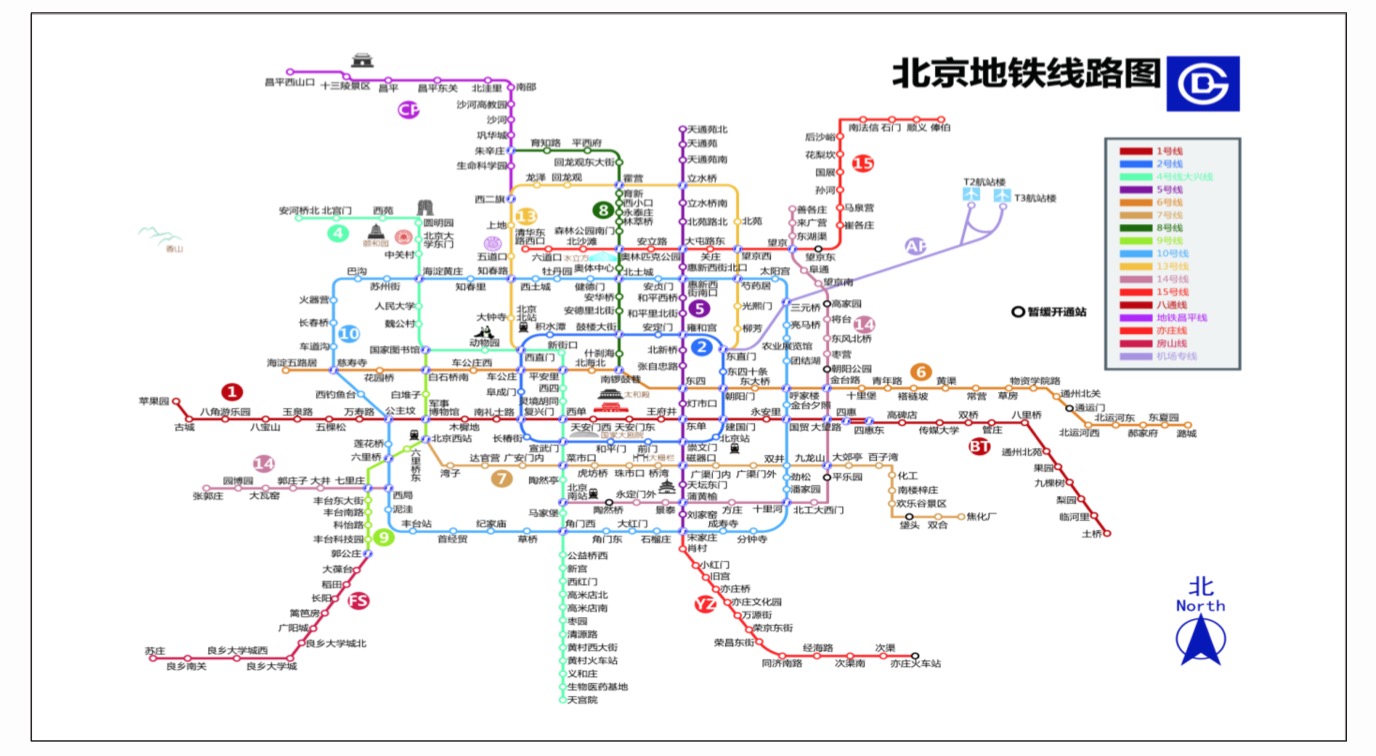 北京地铁线路图
昌平西山口
十三陵景区
昌平
昌平东关
北洼里
南邵
沙河高教园
沙河
巩华城
朱辛庄
生命科学园
西二旗
CP
育知路
平西府
回龙观东大街
龙泽
回龙观
霍营
育新
西小口
永泰庄
林萃桥
森林公园南门
8
13
天通苑北
天通苑
天通苑南
立水桥
立水桥南
北苑路北
北苑
南法信
石门
顺义
俸伯
后沙峪
花梨坎
国展
孙河
马泉营
崔各庄
15
善各庄
来广营
东湖渠
望京
望京东
望京西
阜通
望京南
1号线
2号线
4号线大兴线
5号线
6号线
7号线
8号线
9号线
10号线
13号线
14号线
15号线
八通线
地铁昌平线
亦庄线
房山线
机场专线
T2航站楼
T3航站楼
AP
暂缓开通站
香山
安河桥北
北宫门
西苑
圆明园
颐和园
北京大
学东门
中关村
4
上地
五道口
清华东
路西口
六道口
北沙滩
水立方
奥林匹克公园
安立路
大屯路东
关庄
奥体中心
北土城
惠新西街北口
巴沟
苏州街
海淀黄庄
知春里
知春路
西土城
牡丹园
健德门
安贞门
惠新西
街南口
芍药居
太阳宫
火器营
长春桥
车道沟
10
人民大学
魏公村
国家图书馆
大钟寺
北京
北站
动物园
安华桥
安德里北街
和平西桥
和平里北街
5
光熙门
柳芳
三元桥
亮马桥
农业展览馆
团结湖
高家园
将台
东风北桥
14
枣营
朝阳公园
积水潭
鼓楼大街
安定门
雍和宫
2
东直门
西直门
新街口
什刹海
北新桥
张自忠路
东四十条
海淀五路居
慈寿寺
花园桥
白石桥南
车公庄西
车公庄
平安里
北海北
南锣鼓巷
东四
朝阳门
东大桥
呼家楼
金台路
十里堡
青年路
褡裢坡
6
黄渠
常营
草房
物资学院路
通州北关
通运门
北运河西
北运河东
郝家府
东夏园
潞城
西钓鱼台
白堆子
阜成门
西四
灵境胡同
太和殿
灯市口
金台夕照
苹果园
古城
1
八角游乐园
八宝山
玉泉路
五棵松
万寿路
公主坟
军事
博物馆
木樨地
南礼士路
复兴门
西单
天安门西
天安门东
王府井
东单
建国门
永安里
国贸
大望路
四惠
四惠东
高碑店
传媒大学
双桥
管庄
八里桥
通州北苑
BT
果园
九棵树
梨园
临河里
土桥
莲花桥
六里桥
六里桥东
北京西站
长椿街
宣武门
国家大剧院
和平门
前门
崇文门
北京站
湾子
达官营
广安门内
7
菜市口
虎坊桥
珠市口
大栅栏
桥湾
磁器口
广渠门内
广渠门外
双井
九龙山
大郊亭
百子湾
化工
南楼梓庄
欢乐谷景区
垡头
双合
焦化厂
14
张郭庄
园博园
大瓦窑
郭庄子
大井
七里庄
西局
泥洼
丰台东大街
丰台南路
科怡路
丰台科技园
9
郭公庄
陶然亭
北京
南站
陶然桥
永定门外
景泰
天坛东门
蒲黄榆
方庄
十里河
劲松
潘家园
平乐园
北工大西门
马家堡
刘家窑
丰台站
首经贸
纪家庙
草桥
角门西
角门东
大红门
石榴庄
宋家庄
成寿寺
分钟寺
肖村
小红门
旧宫
亦庄桥
亦庄文化园
YZ
万源街
荣京东街
荣昌东街
同济南路
经海路
次渠南
次渠
亦庄火车站
公益桥西
新宫
西红门
高米店北
高米店南
枣园
清源路
黄村西大街
黄村火车站
义和庄
生物医药基地
天宫院
大葆台
稻田
长阳
FS
篱笆房
广阳城
良乡大学城北
良乡大学城
良乡大学城西
良乡南关
苏庄
北
North